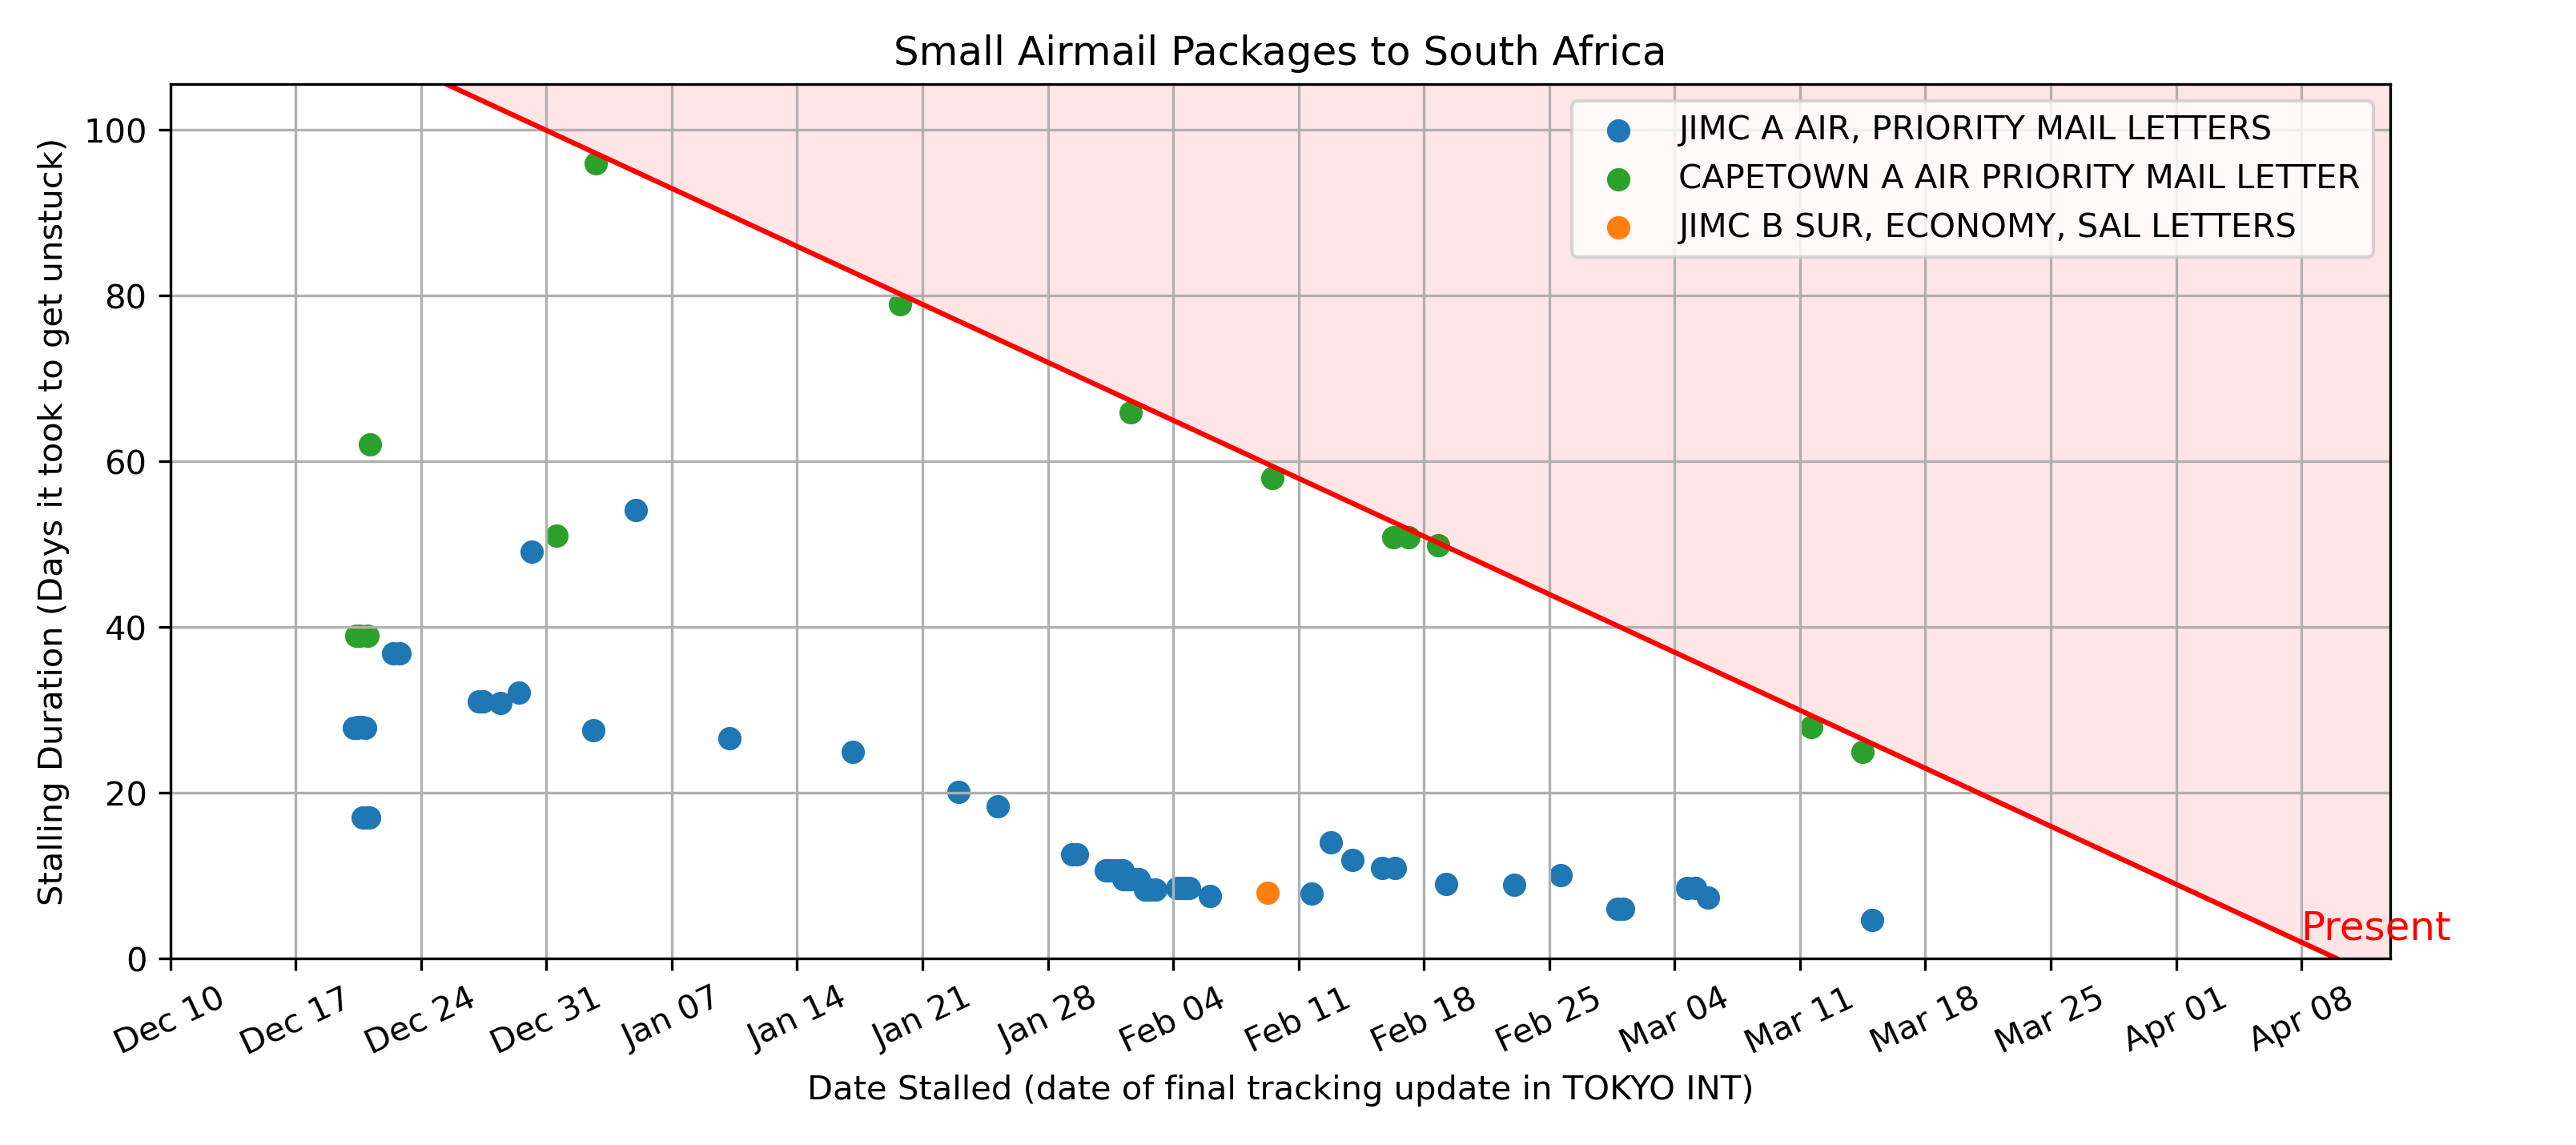 Small Airmail Packages to South Africa
JIMC A AIR, PRIORITY MAIL LETTERS
CAPETOWN A AIR PRIORITY MAIL LETTER
JIMC B SUR, ECONOMY, SAL LETTERS
Stalling Duration (Days it took to get unstuck)
100
80
60
40
20
0
Present
Dec 10
Dec 17
Dec 24
Dec 31
Jan 07
Jan 14
Jan 21
Jan 28
Feb 04
Feb 11
Feb 18
Feb 25
Mar 04
Mar 11
Mar 18
Mar 25
Apr 01
Apr 08
Date Stalled (date of final tracking update in TOKYO INT)